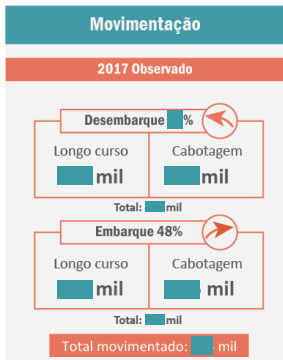 Movimentação
2017 Observado
Desembarque %
Longo curso Cabotagem
mil mil
Total: mil
Embarque 48%
Longo curso Cabotagem
mil mil
Total: mil
Total movimentado: mil